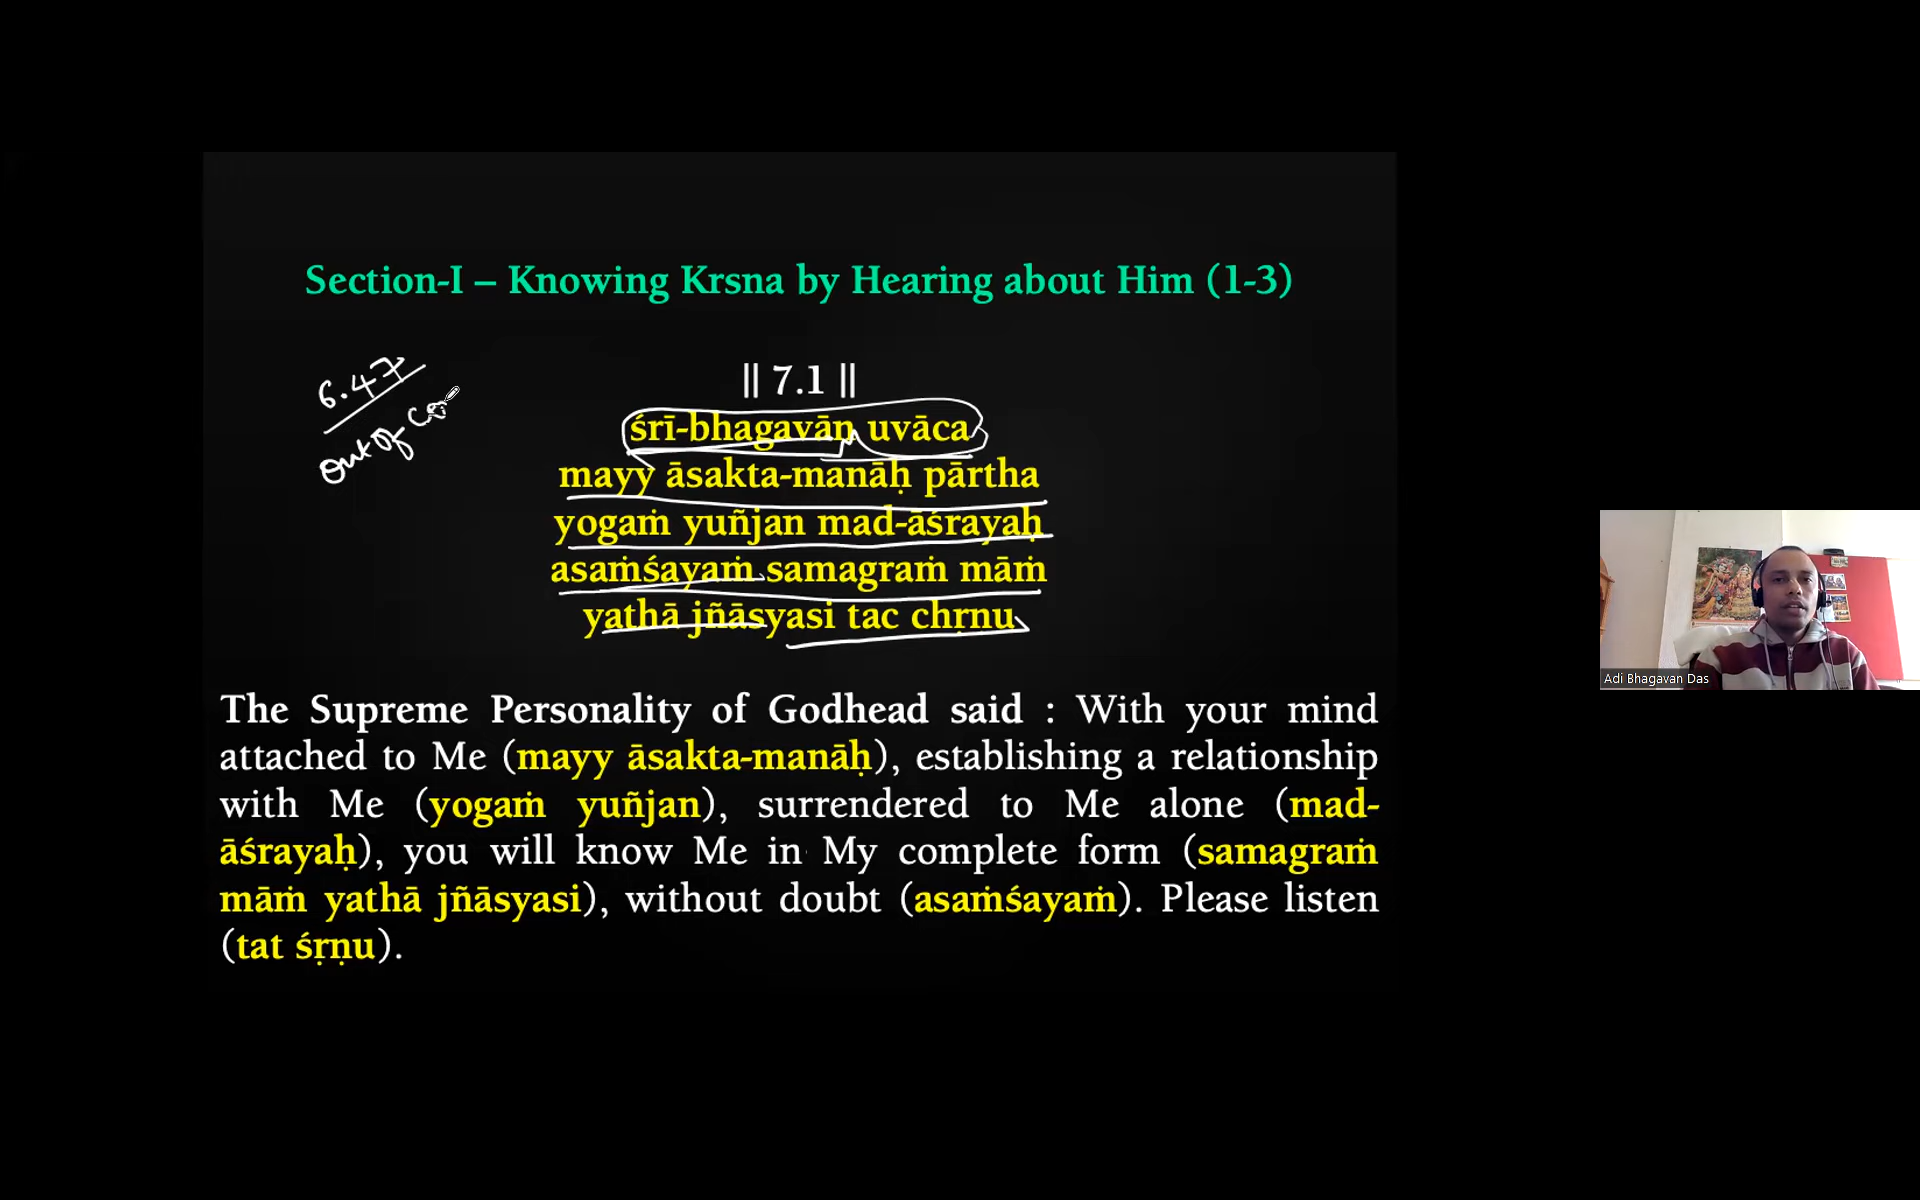 Section-I – Knowing Krsna by Hearing about Him (1-3)
6.47
out of
|| 7.1 ||
śrī-bhagavān uvāca
mayy āsakta-manāḥ pārtha
yogaṁ yuñjan mad-āśrayaḥ
asaṁśayaṁ samagraṁ māṁ
yathā jñāsyasi tac chṛnu
The Supreme Personality of Godhead said : With your mind
attached to Me (mayy āsakta-manāḥ), establishing a relationship
with Me (yogaṁ yuñjan), surrendered to Me alone (mad-
āśrayaḥ), you will know Me in My complete form (samagraṁ
māṁ yathā jñāsyasi), without doubt (asaṁśayaṁ). Please listen
(tat śṛṇu).
Adi Bhagavan Das